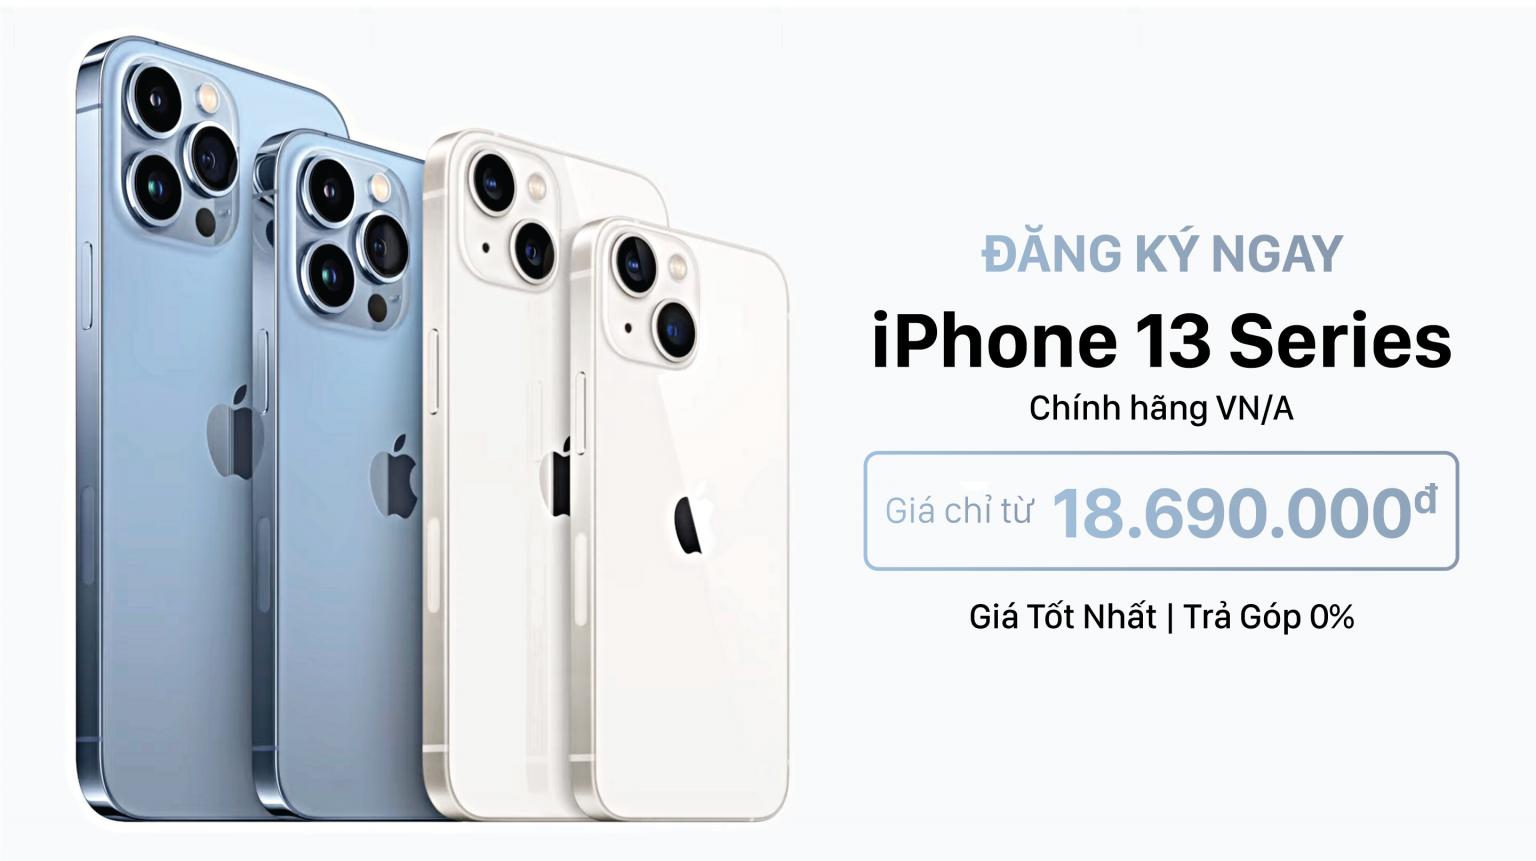 ĐĂNG KÝ NGAY
iPhone 13 Series
Chính hãng VN/A
Giá chỉ từ 18.690.000đ
Giá Tốt Nhất | Trả Góp 0%